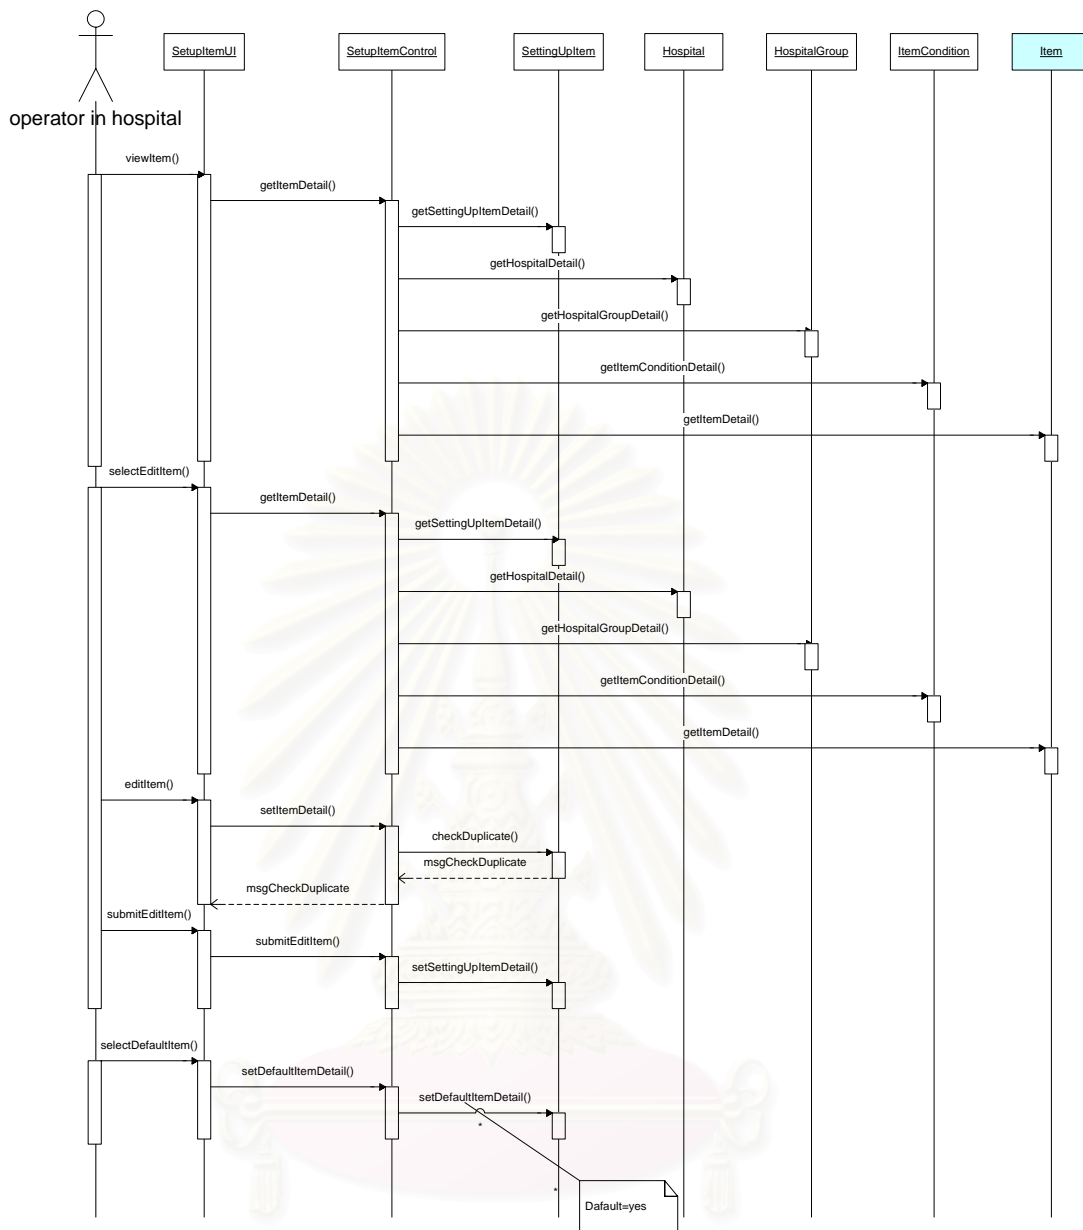 SetupItemUI
SetupItemControl
SettingUpItem
Hospital
HospitalGroup
ItemCondition
Item
operator in hospital
viewItem()
getItemDetail()
getSettingUpItemDetail()
getHospitalDetail()
getHospitalGroupDetail()
getItemConditionDetail()
getItemDetail()
selectEditItem()
getItemDetail()
getSettingUpItemDetail()
getHospitalDetail()
getHospitalGroupDetail()
getItemConditionDetail()
getItemDetail()
editItem()
setItemDetail()
checkDuplicate()
msgCheckDuplicate
msgCheckDuplicate
submitEditItem()
submitEditItem()
setSettingUpItemDetail()
selectDefaultItem()
setDefaultItemDetail()
setDefaultItemDetail()
*
*
Dafault=yes